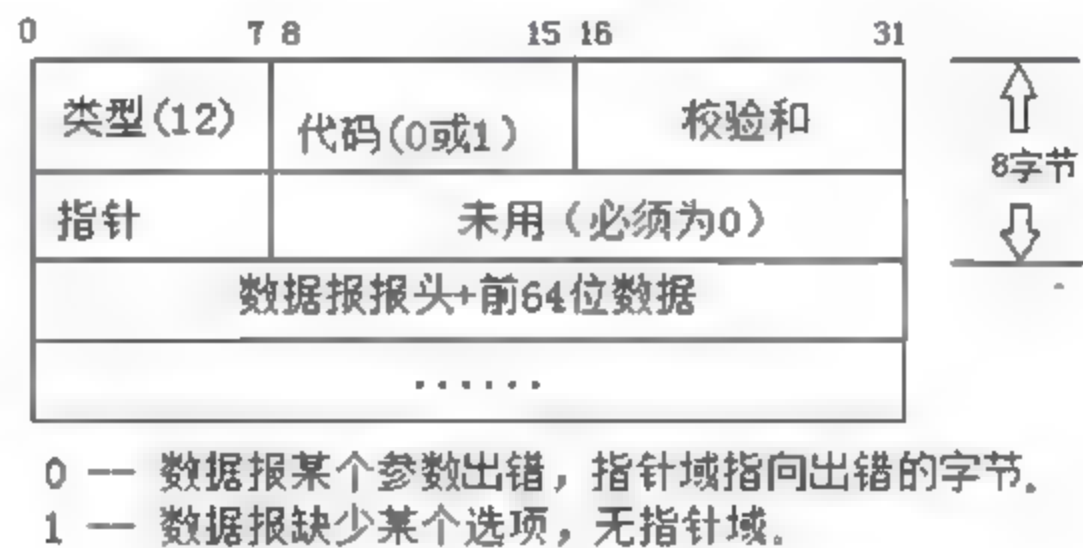 0 7 8 15 16 31
类型(12) 代码(0或1) 校验和
8字节
指针 未用(必须为0)
数据报报头+前64位数据
......
0 -- 数据报某个参数出错，指针域指向出错的字节。
1 -- 数据报缺少某个选项，无指针域。